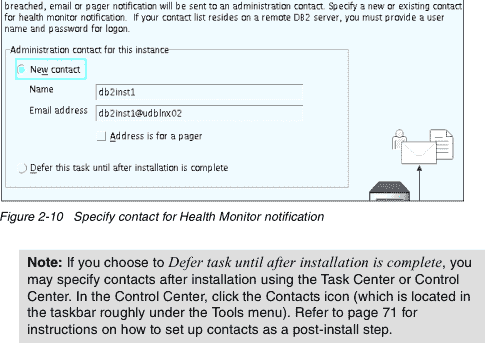 breached, email or pager notification will be sent to an administration contact. Specify a new or existing contact
for health monitor notification. If your contact list resides on a remote DB2 server, you must provide a user
name and password for logon.
Administration contact for this instance
New contact
Name db2inst1
Email address db2inst1@udblnx02
Address is for a pager
Defer this task until after installation is complete
Figure 2-10 Specify contact for Health Monitor notification
Note: If you choose to Defer task until after installation is complete, you
may specify contacts after installation using the Task Center or Control
Center. In the Control Center, click the Contacts icon (which is located in
the taskbar roughly under the Tools menu). Refer to page 71 for
instructions on how to set up contacts as a post-install step.